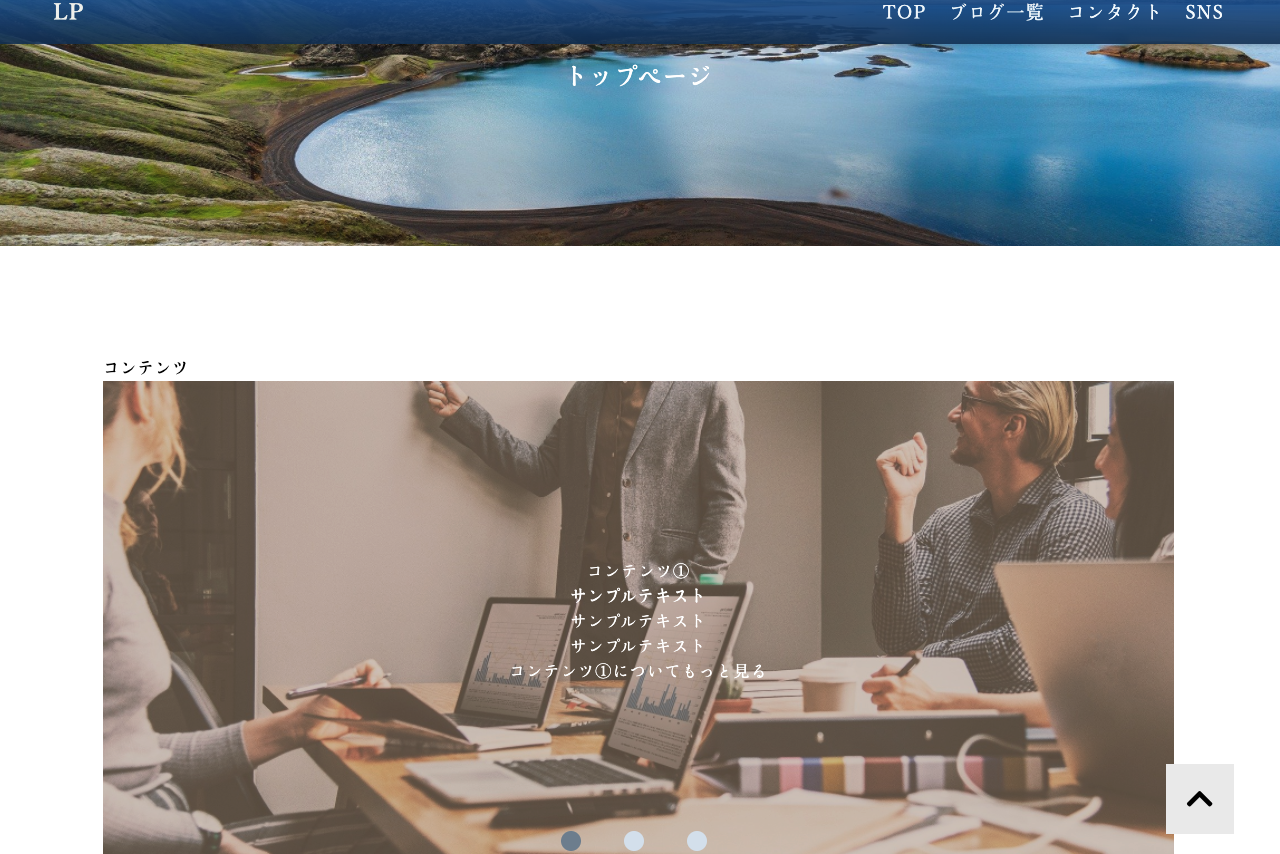 LP
TOP ブログ一覧 コンタクト SNS
トップページ
コンテンツ
コンテンツ①
サンプルテキスト
サンプルテキスト
サンプルテキスト
コンテンツ①についてもっと見る